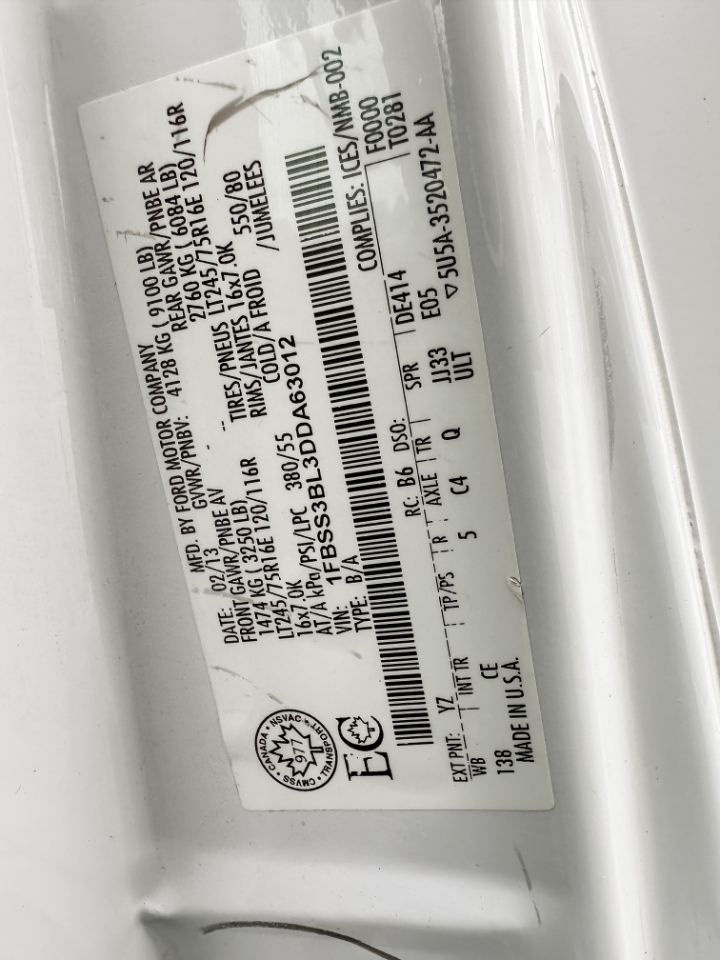 MFD. BY FORD MOTOR COMPANY
GVWR/PNBV: 4128 KG ( 9100 LB)
DATE: 02/13
FRONT GAWR/PNBE AV REAR GAWR/PNBE AR
1474 KG ( 3250 LB) 2760 KG ( 6084 LB)
LT245/75R16E 120/116R TIRES/PNEUS LT245/75R16E 120/116R
16x7.0K RIMS/JANTES 16x7.0K
AT/A kPa/PSI/LPC 380/55 COLD/A FROID 550/80
/JUMELEES
VIN: 1FBSS3BL3DDA63012
TYPE: B/A
COMPLIES: ICES/NMB-002
F0000
T0281
RC: B6 DSO:
EXT PNT: YZ
WB INT TR TP/PS R AXLE TR SPR DE414
138 CE 5 C4 Q JJ33 E05
ULT
MADE IN U.S.A. ▽5U5A-3520472-AA
CANADA · NSVAC · TRANSPORT · CMVSS
977
EC